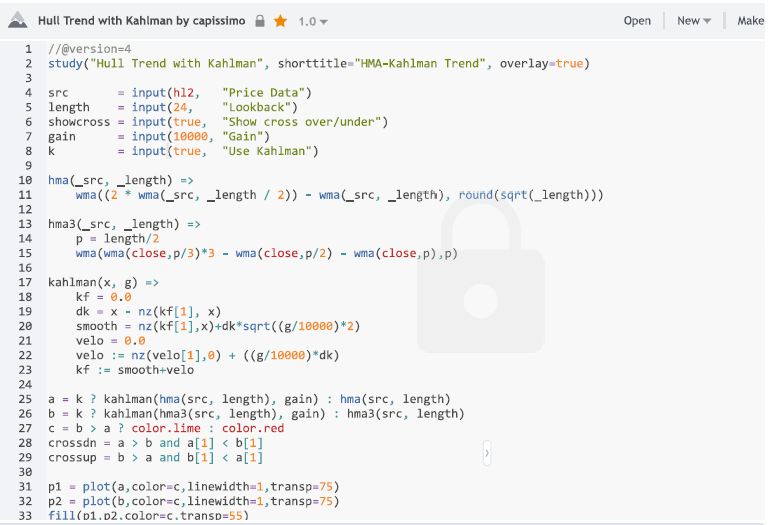 Hull Trend with Kahlman by capissimo 1.0 Open New Make
1 //@version=4
2 study("Hull Trend with Kahlman", shorttitle="HMA-Kahlman Trend", overlay=true)
3
4 src       = input(hl2,   "Price Data")
5 length    = input(24,    "Lookback")
6 showcross = input(true,  "Show cross over/under")
7 gain      = input(10000, "Gain")
8 k         = input(true,  "Use Kahlman")
9
10 hma(_src, _length) =>
11     wma((2 * wma(_src, _length / 2)) - wma(_src, _length), round(sqrt(_length)))
12
13 hma3(_src, _length) =>
14     p = length/2
15     wma(wma(close,p/3)*3 - wma(close,p/2) - wma(close,p),p)
16
17 kahlman(x, g) =>
18     kf = 0.0
19     dk = x - nz(kf[1], x)
20     smooth = nz(kf[1],x)+dk*sqrt((g/10000)*2)
21     velo = 0.0
22     velo := nz(velo[1],0) + ((g/10000)*dk)
23     kf := smooth+velo
24
25 a = k ? kahlman(hma(src, length), gain) : hma(src, length)
26 b = k ? kahlman(hma3(src, length), gain) : hma3(src, length)
27 c = b > a ? color.lime : color.red
28 crossdn = a > b and a[1] < b[1]
29 crossup = b > a and b[1] < a[1]
30
31 p1 = plot(a,color=c,linewidth=1,transp=75)
32 p2 = plot(b,color=c,linewidth=1,transp=75)
33 fill(p1,p2,color=c,transp=55)